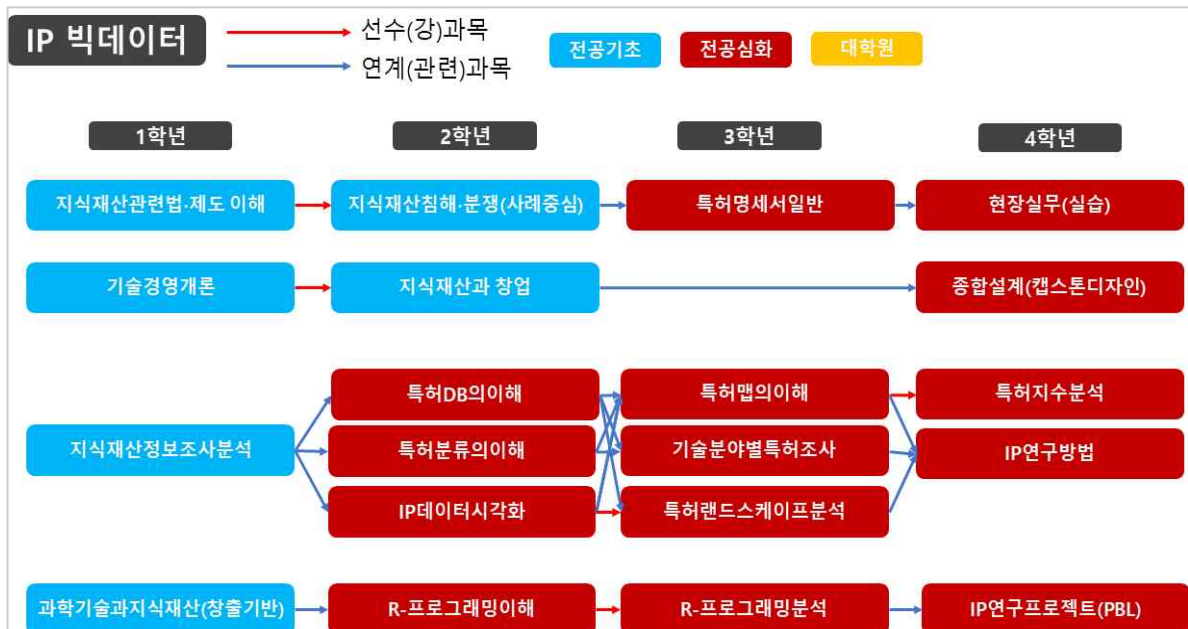 IP 빅데이터
선수(강)과목
연계(관련)과목
전공기초
전공심화
대학원
1학년
2학년
3학년
4학년
지식재산관련법·제도 이해
지식재산침해·분쟁(사례중심)
특허명세서일반
현장실무(실습)
기술경영개론
지식재산과 창업
종합설계(캡스톤디자인)
특허DB의이해
특허맵의이해
특허지수분석
지식재산정보조사분석
특허분류의이해
기술분야별특허조사
IP연구방법
IP데이터시각화
특허랜드스케이프분석
과학기술과지식재산(창출기반)
R-프로그래밍이해
R-프로그래밍분석
IP연구프로젝트(PBL)